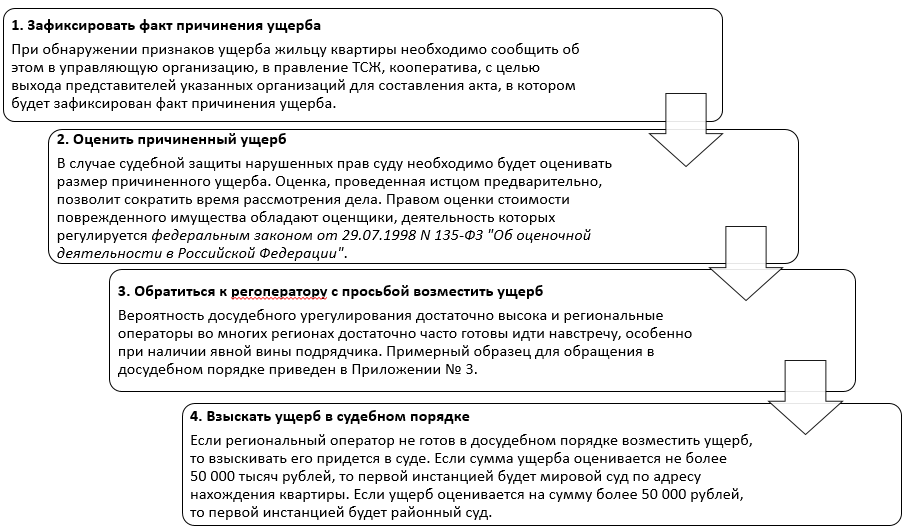 1. Зафиксировать факт причинения ущерба
При обнаружении признаков ущерба жильцу квартиры необходимо сообщить об
этом в управляющую организацию, в правление ТСЖ, кооператива, с целью
выхода представителей указанных организаций для составления акта, в котором
будет зафиксирован факт причинения ущерба.
2. Оценить причиненный ущерб
В случае судебной защиты нарушенных прав суду необходимо будет оценивать
размер причиненного ущерба. Оценка, проведенная истцом предварительно,
позволит сократить время рассмотрения дела. Правом оценки стоимости
поврежденного имущества обладают оценщики, деятельность которых
регулируется федеральным законом от 29.07.1998 N 135-ФЗ "Об оценочной
деятельности в Российской Федерации".
3. Обратиться к регоператору с просьбой возместить ущерб
Вероятность досудебного урегулирования достаточно высока и региональные
операторы во многих регионах достаточно часто готовы идти навстречу, особенно
при наличии явной вины подрядчика. Примерный образец для обращения в
досудебном порядке приведен в Приложении № 3.
4. Взыскать ущерб в судебном порядке
Если региональный оператор не готов в досудебном порядке возместить ущерб,
то взыскивать его придется в суде. Если сумма ущерба оценивается не более
50 000 тысяч рублей, то первой инстанцией будет мировой суд по адресу
нахождения квартиры. Если ущерб оценивается на сумму более 50 000 рублей,
то первой инстанцией будет районный суд.